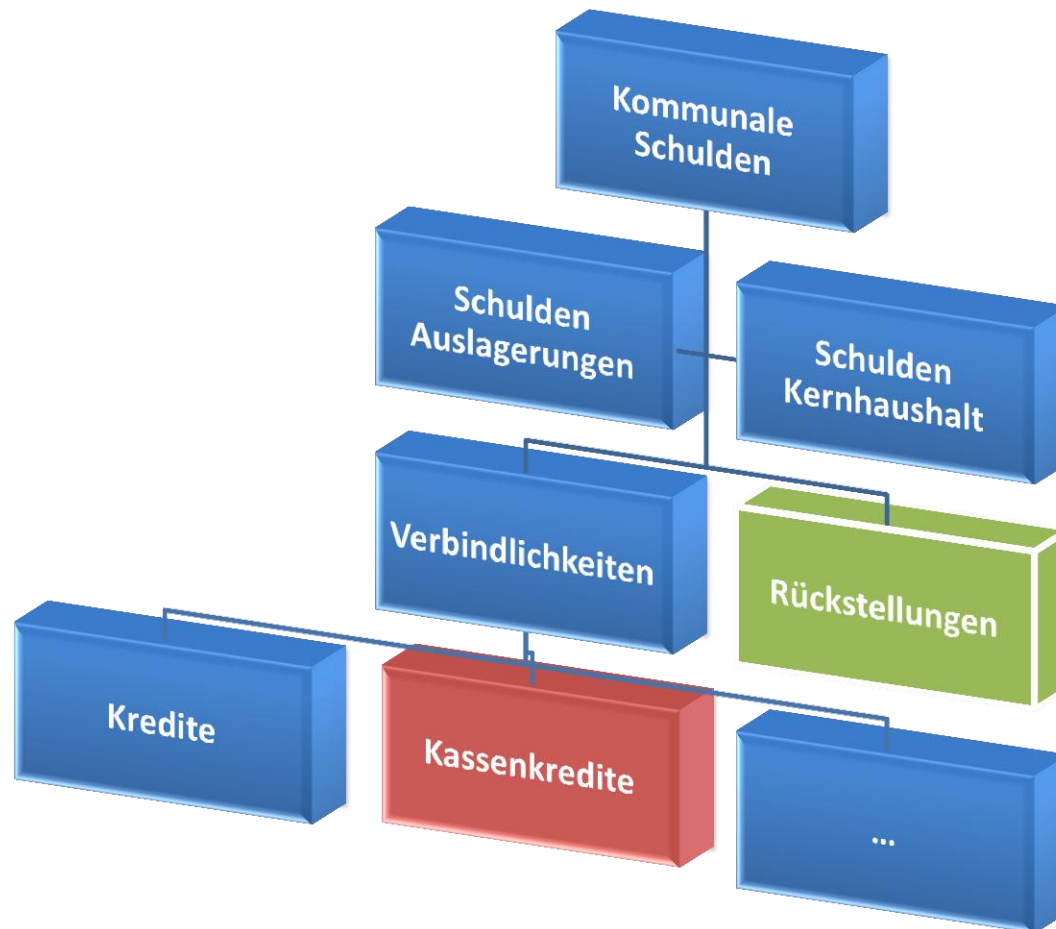 Kommunale
Schulden
Schulden
Auslagerungen
Schulden
Kernhaushalt
Verbindlichkeiten
Rückstellungen
Kredite
Kassenkredite
...